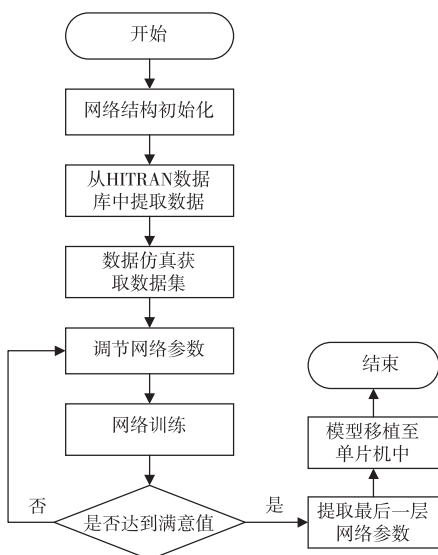 开始
网络结构初始化
从HITRAN数据
库中提取数据
数据仿真获
取数据集
调节网络参数
网络训练
是否达到满意值
否
是
提取最后一层
网络参数
模型移植至
单片机中
结束